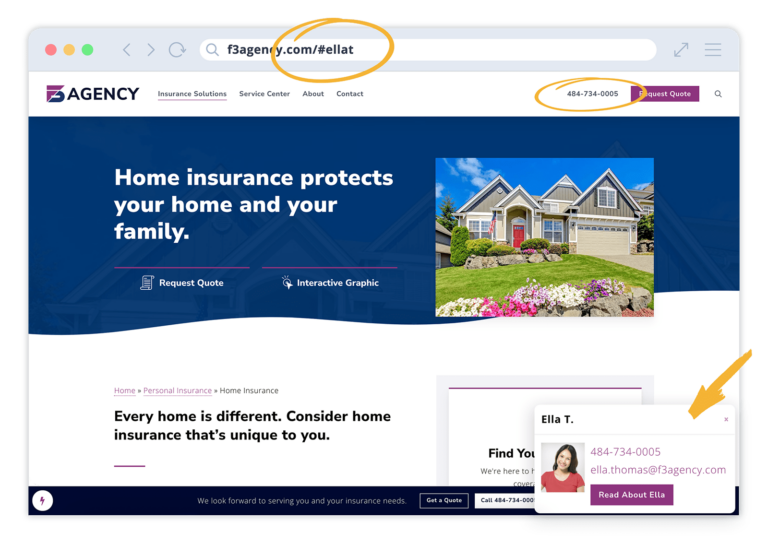 f3agency.com/#ellat
F3 AGENCY
Insurance Solutions Service Center About Contact
484-734-0005
Request Quote
Home insurance protects
your home and your
family.
Request Quote
Interactive Graphic
Home » Personal Insurance » Home Insurance
Every home is different. Consider home
insurance that's unique to you.
Find You
We're here to h
cover
Ella T.
×
484-734-0005
ella.thomas@f3agency.com
Read About Ella
We look forward to serving you and your insurance needs.
Get a Quote
Call 484-734-000